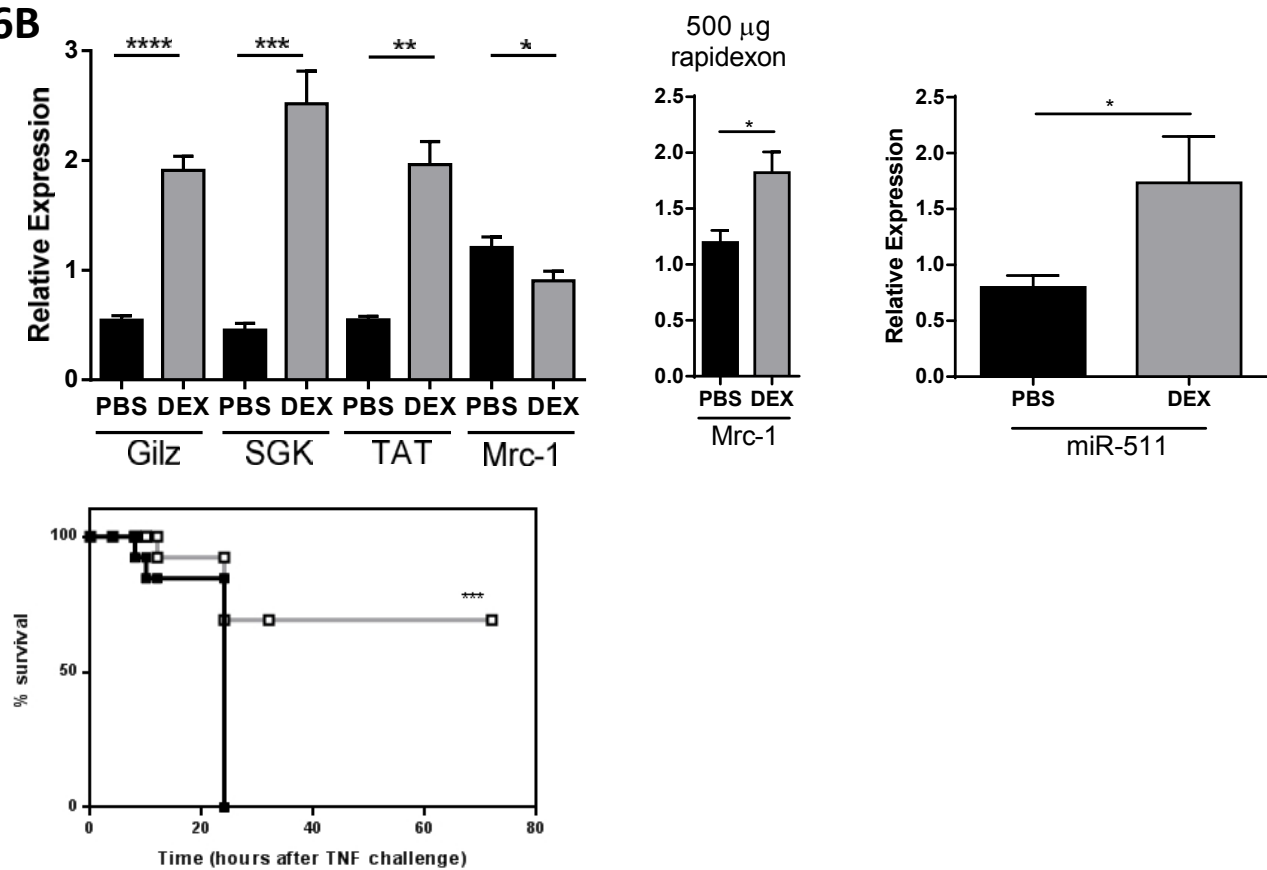 6B
**** *** ** *
3
2
1
0
Relative Expression
PBS DEX PBS DEX PBS DEX PBS DEX
Gilz SGK TAT Mrc-1
500 μg
rapidexon
2.5
2.0
1.5
1.0
0.5
0.0
*
PBS DEX
Mrc-1
2.5
2.0
1.5
1.0
0.5
0.0
Relative Expression
*
PBS DEX
miR-511
100
50
0
% survival
***
0 20 40 60 80
Time (hours after TNF challenge)